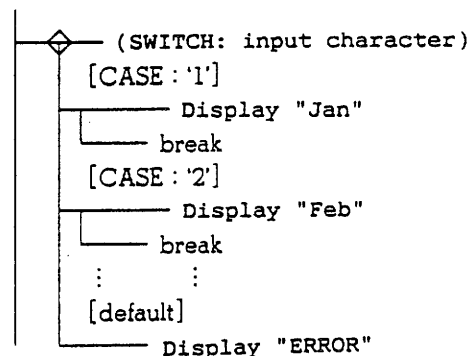 (SWITCH: input character)
[CASE : '1']
Display "Jan"
break
[CASE : '2']
Display "Feb"
break
⋮ ⋮
[default]
Display "ERROR"